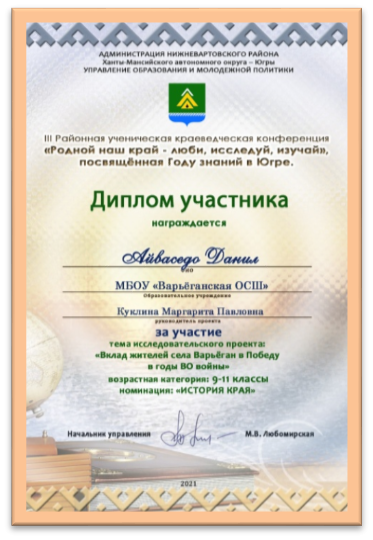 АДМИНИСТРАЦИЯ НИЖНЕВАРТОВСКОГО РАЙОНА
Ханты-Мансийского автономного округа – Югры
УПРАВЛЕНИЕ ОБРАЗОВАНИЯ И МОЛОДЕЖНОЙ ПОЛИТИКИ
III Районная ученическая краеведческая конференция
«Родной наш край - люби, исследуй, изучай»,
посвящённая Году знаний в Югре.
Диплом участника
награждается
Айваседо Данил
ФИО
МБОУ «Варьёганская ОСШ»
Образовательное учреждение
Куклина Маргарита Павловна
руководитель проекта
за участие
тема исследовательского проекта:
«Вклад жителей села Варьёган в Победу
в годы ВО войны»
возрастная категория: 9-11 КЛАССЫ
номинация: «ИСТОРИЯ КРАЯ»
Начальник управления М.В. Любомирская
2021